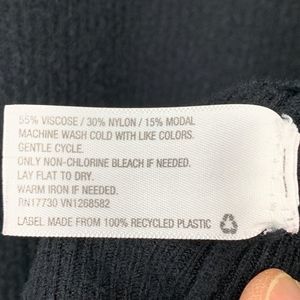 55% VISCOSE / 30% NYLON / 15% MODAL
MACHINE WASH COLD WITH LIKE COLORS.
GENTLE CYCLE.
ONLY NON-CHLORINE BLEACH IF NEEDED.
LAY FLAT TO DRY.
WARM IRON IF NEEDED.
RN17730 VN1268582
LABEL MADE FROM 100% RECYCLED PLASTIC